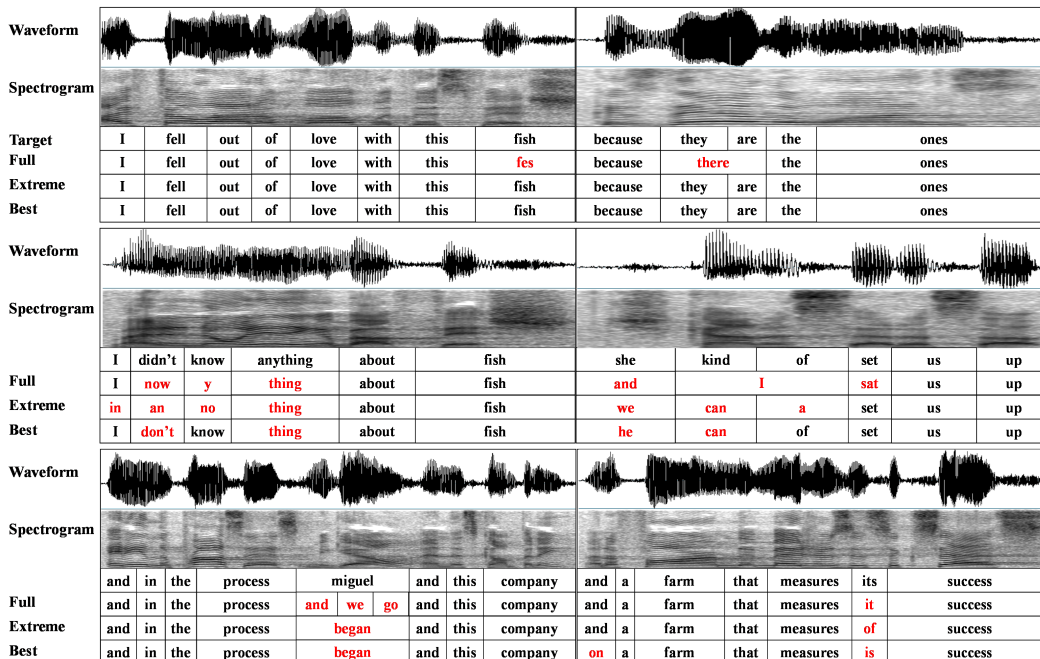 Waveform
Spectrogram
Target I fell out of love with this fish because they are the ones
Full I fell out of love with this fes because there the ones
Extreme I fell out of love with this fish because they are the ones
Best I fell out of love with this fish because they are the ones
Waveform
Spectrogram
I didn't know anything about fish she kind of set us up
Full I now y thing about fish and I sat us up
Extreme in an no thing about fish we can a set us up
Best I don't know thing about fish he can of set us up
Waveform
Spectrogram
and in the process miguel and this company and a farm that measures its success
Full and in the process and we go and this company on a farm that measures it success
Extreme and in the process began and this company and a farm that measures of success
Best and in the process began and this company on a farm that measures is success